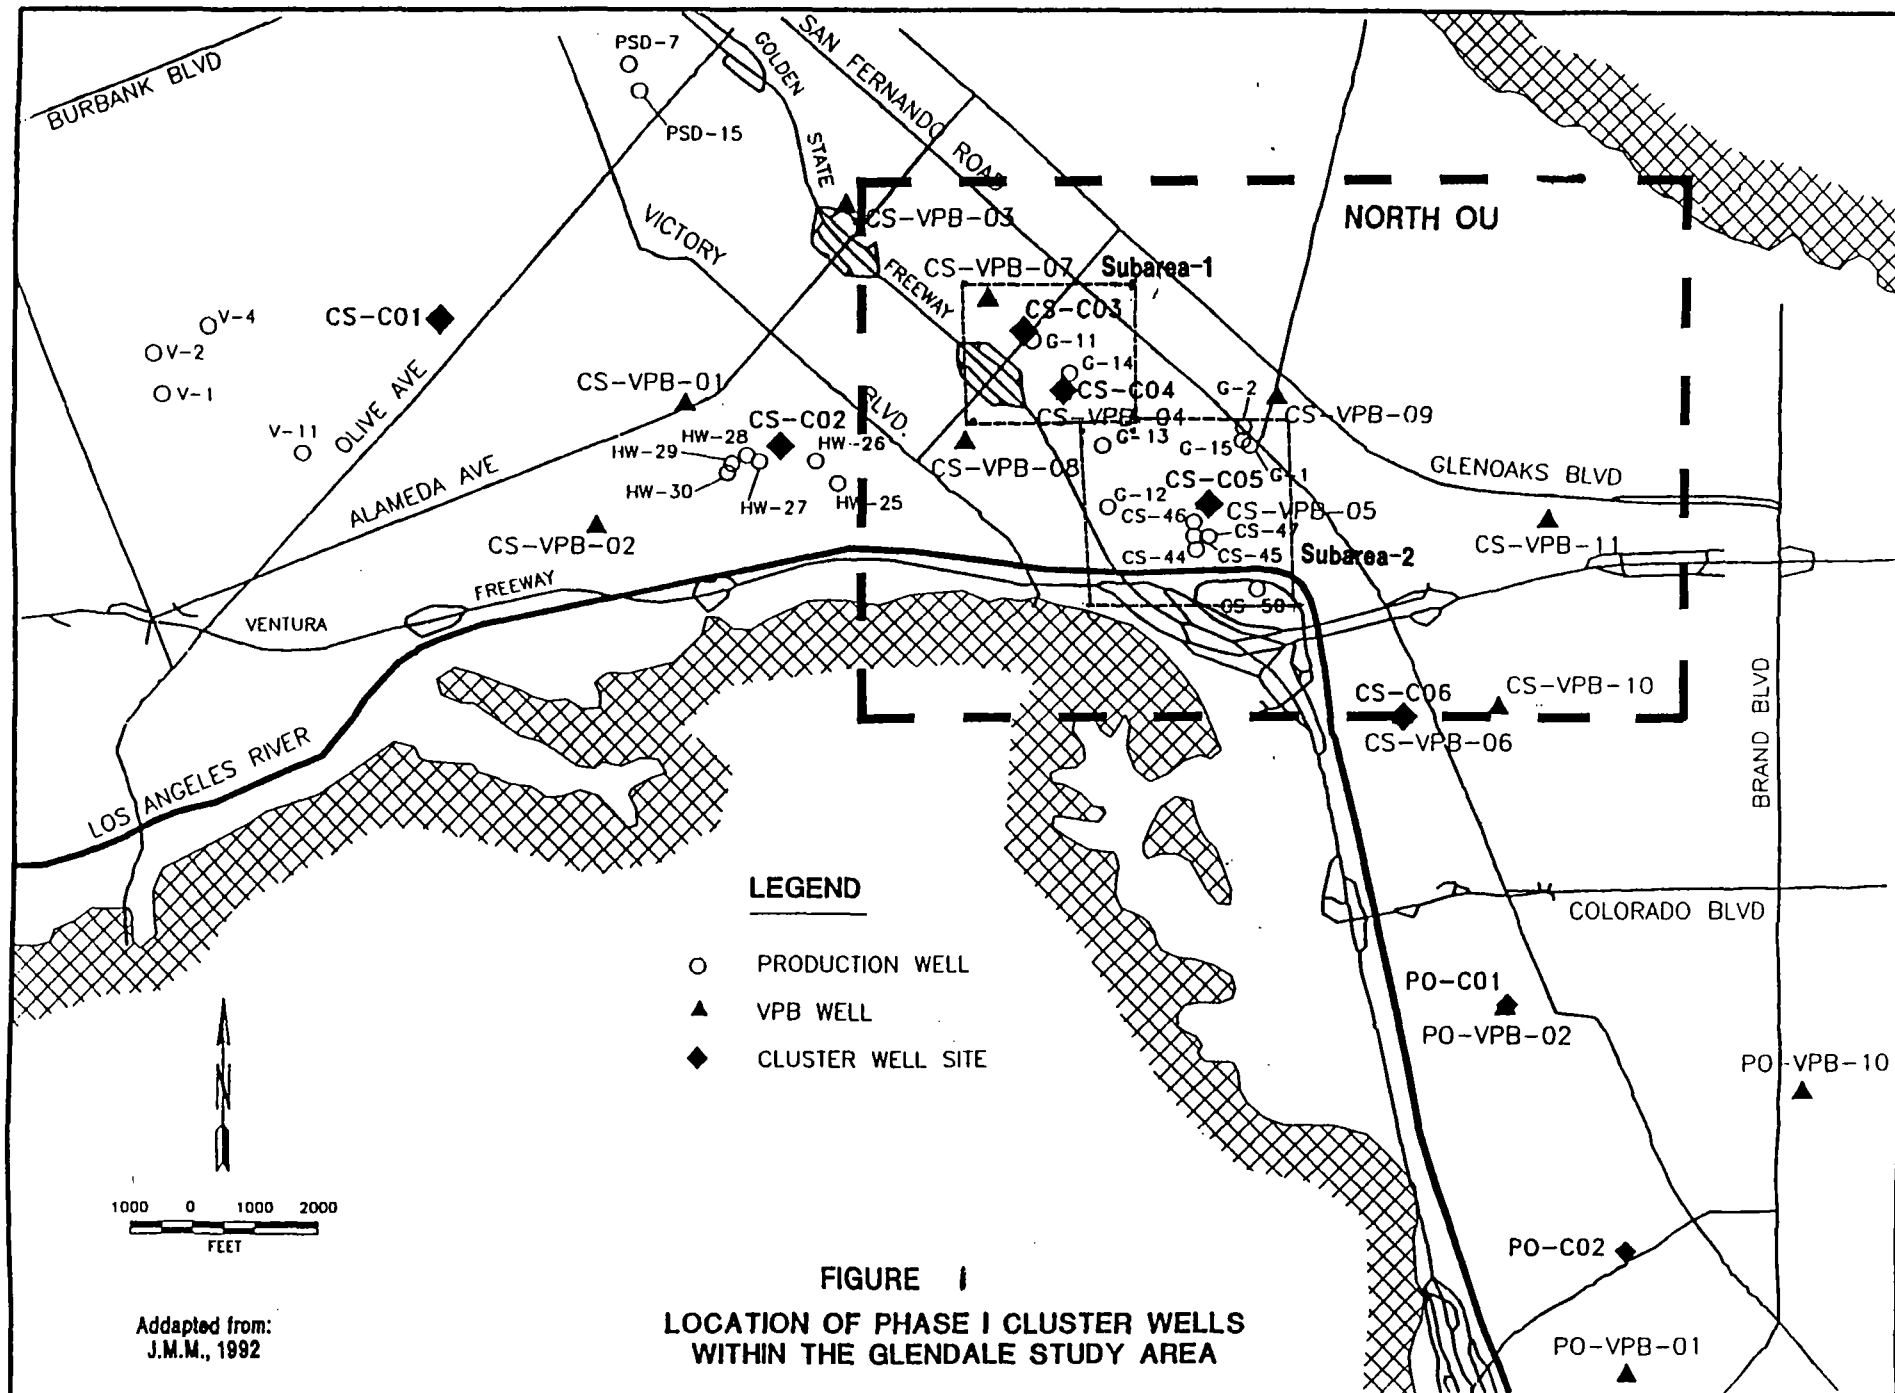 PSD-7
GOLDEN
SAN FERNANDO ROAD
BURBANK BLVD
PSD-15
STATE
NORTH OU
CS-VPB-03
VICTORY
CS-VPB-07
Subarea-1
FREEWAY
V-4
CS-C01
CS-C03
G-11
V-2
G-14
V-1
CS-VPB-01
CS-C04
G-2
OLIVE AVE
BLVD.
CS-VPB-04
CS-VPB-09
V-11
CS-C02
HW-28
HW-26
G-13
G-15
HW-29
CS-VPB-08
G-1
GLENOAKS BLVD
HW-30
CS-C05
ALAMEDA AVE
HW-27
HW-25
G-12
CS-46
CS-VPB-05
CS-47
CS-VPB-02
CS-VPB-11
CS-44
CS-45
Subarea-2
FREEWAY
VENTURA
CS-50
CS-C06
CS-VPB-10
CS-VPB-06
LOS ANGELES RIVER
BRAND BLVD
LEGEND
COLORADO BLVD
PRODUCTION WELL
PO-C01
VPB WELL
PO-VPB-02
CLUSTER WELL SITE
PO-VPB-10
N
1000 0 1000 2000
FEET
PO-C02
FIGURE 1
LOCATION OF PHASE I CLUSTER WELLS
WITHIN THE GLENDALE STUDY AREA
Addapted from:
J.M.M., 1992
PO-VPB-01